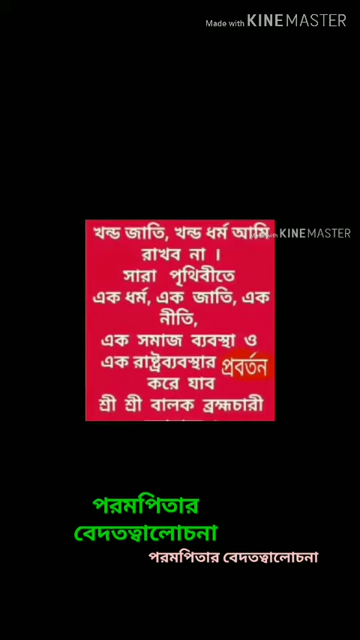 Made with KINEMASTER
খন্ড জাতি, খন্ড ধর্ম আমি
KINEMASTER
রাখব না ।
সারা পৃথিবীতে
এক ধর্ম, এক জাতি, এক
নীতি,
এক সমাজ ব্যবস্থা ও
এক রাষ্ট্রব্যবস্থার প্রবর্তন
করে যাব
শ্রী শ্রী বালক ব্রহ্মচারী
পরমপিতার
বেদতত্বালোচনা
পরমপিতার বেদতত্বালোচনা